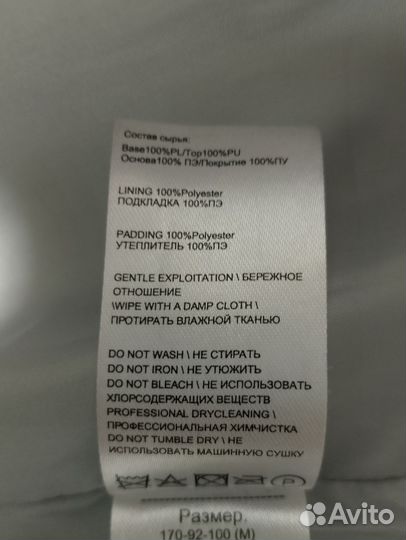 Состав сырья:
Base100%PL/Top100%PU
Основа100% ПЭ/Покрытие 100%ПУ
LINING 100%Polyester
ПОДКЛАДКА 100%ПЭ
PADDING 100%Polyester
УТЕПЛИТЕЛЬ 100%ПЭ
GENTLE EXPLOITATION \ БЕРЕЖНОЕ
ОТНОШЕНИЕ
\WIPE WITH A DAMP CLOTH \
ПРОТИРАТЬ ВЛАЖНОЙ ТКАНЬЮ
DO NOT WASH \ НЕ СТИРАТЬ
DO NOT IRON \ НЕ УТЮЖИТЬ
DO NOT BLEACH \ НЕ ИСПОЛЬЗОВАТЬ
ХЛОРСОДЕРЖАЩИХ ВЕЩЕСТВ
PROFESSIONAL DRYCLEANING \
ПРОФЕССИОНАЛЬНАЯ ХИМЧИСТКА
DO NOT TUMBLE DRY \ НЕ
ИСПОЛЬЗОВАТЬ МАШИННУЮ СУШКУ
P
Размер.
170-92-100 (M)
Avito